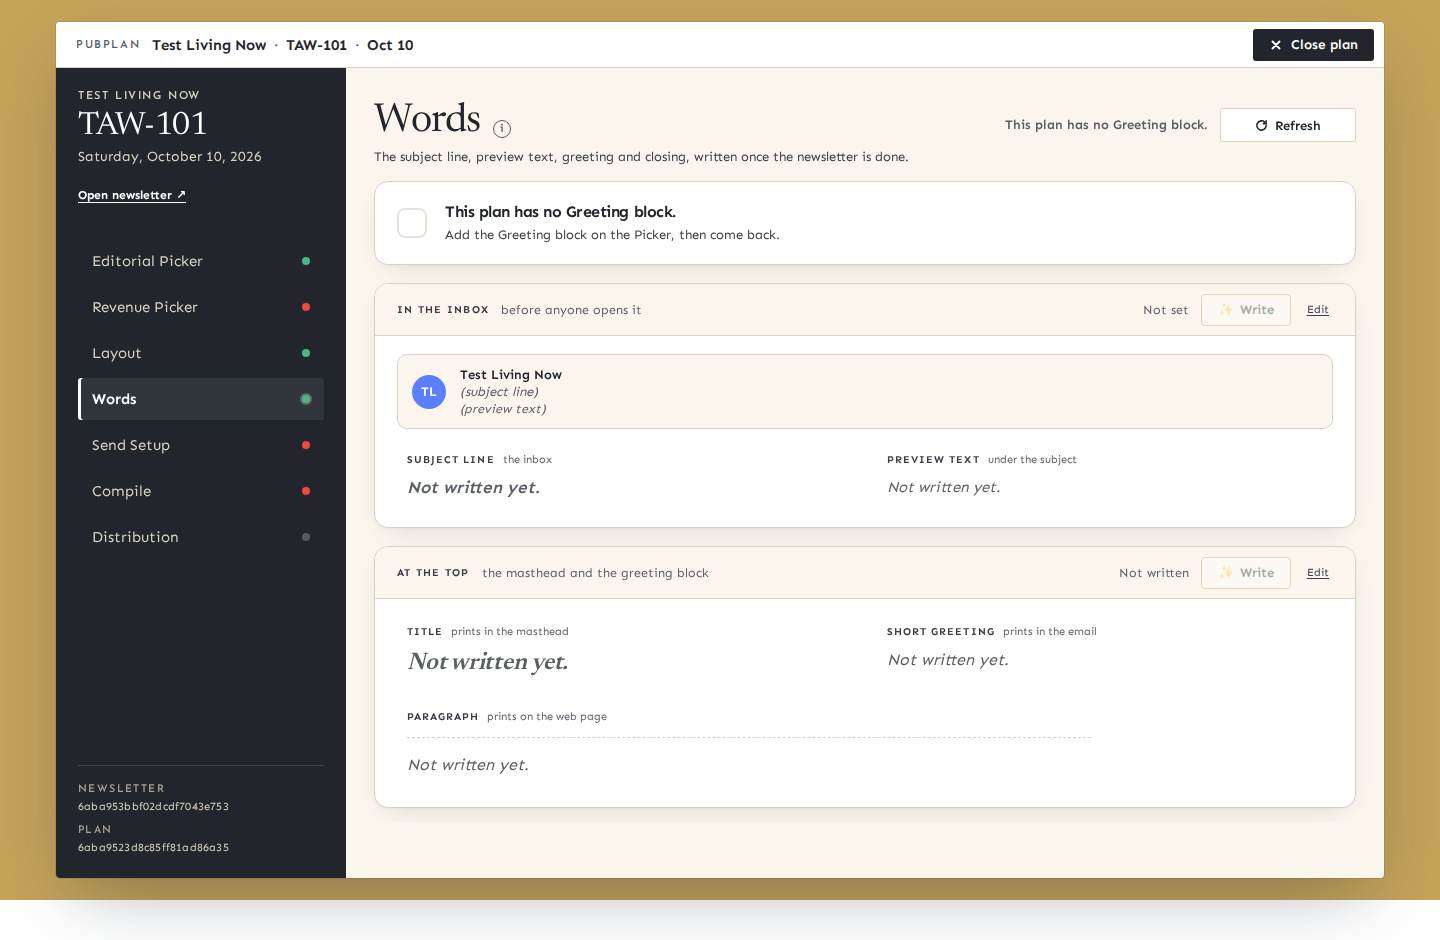 PUBPLAN Test Living Now · TAW-101 · Oct 10
Close plan
TEST LIVING NOW
TAW-101
Saturday, October 10, 2026
Open newsletter ↗
Editorial Picker
Revenue Picker
Layout
Words
Send Setup
Compile
Distribution
NEWSLETTER
6aba953bbf02dcdf7043e753
PLAN
6aba9523d8c85ff81ad86a35
Words i
This plan has no Greeting block. Refresh
The subject line, preview text, greeting and closing, written once the newsletter is done.
This plan has no Greeting block.
Add the Greeting block on the Picker, then come back.
IN THE INBOX before anyone opens it Not set ✨ Write Edit
TL
Test Living Now
(subject line)
(preview text)
SUBJECT LINE the inbox
Not written yet.
PREVIEW TEXT under the subject
Not written yet.
AT THE TOP the masthead and the greeting block Not written ✨ Write Edit
TITLE prints in the masthead
Not written yet.
SHORT GREETING prints in the email
Not written yet.
PARAGRAPH prints on the web page
Not written yet.